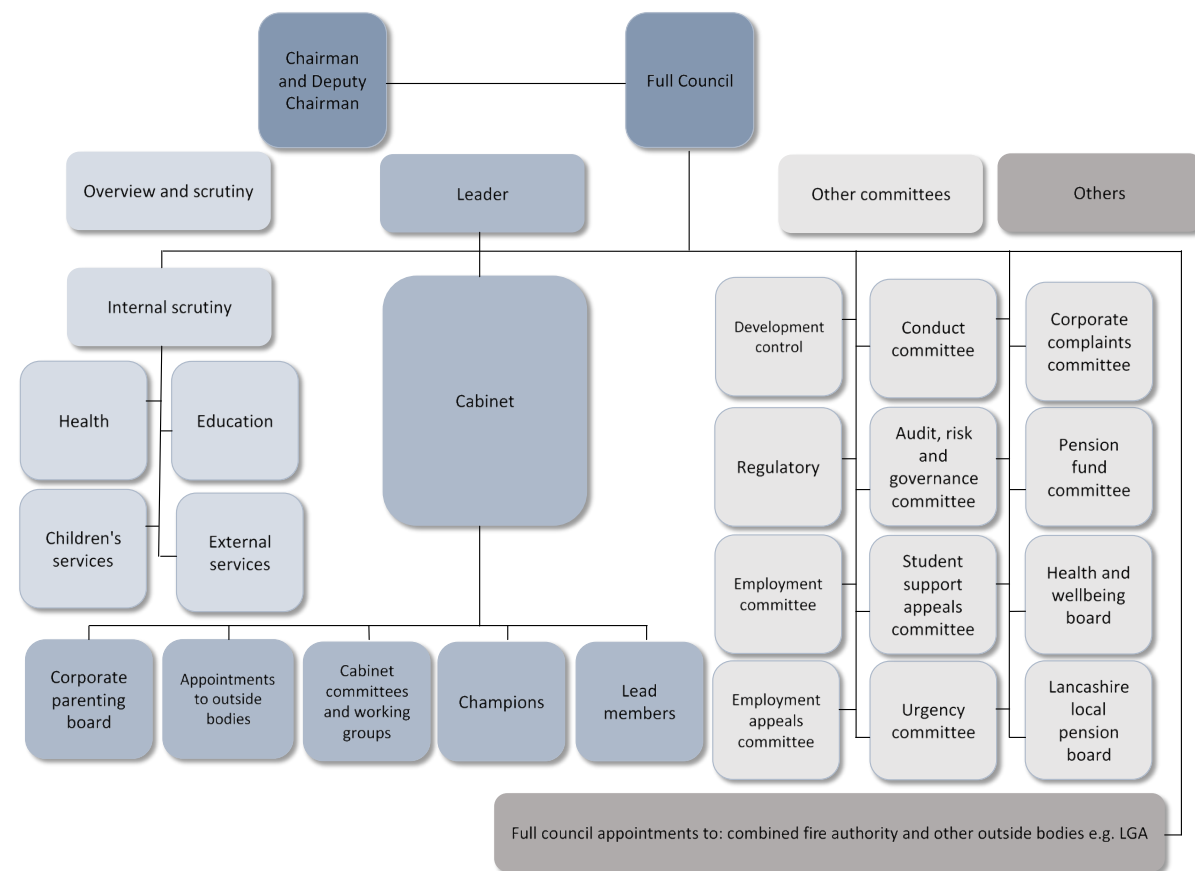 Chairman
and Deputy
Chairman
Full Council
Overview and scrutiny
Leader
Other committees
Others
Internal scrutiny
Health
Education
Children's
services
External
services
Cabinet
Corporate
parenting
board
Appointments
to outside
bodies
Cabinet
committees
and working
groups
Champions
Lead
members
Development
control
Conduct
committee
Corporate
complaints
committee
Regulatory
Audit, risk
and
governance
committee
Pension
fund
committee
Employment
committee
Student
support
appeals
committee
Health and
wellbeing
board
Employment
appeals
committee
Urgency
committee
Lancashire
local
pension
board
Full council appointments to: combined fire authority and other outside bodies e.g. LGA